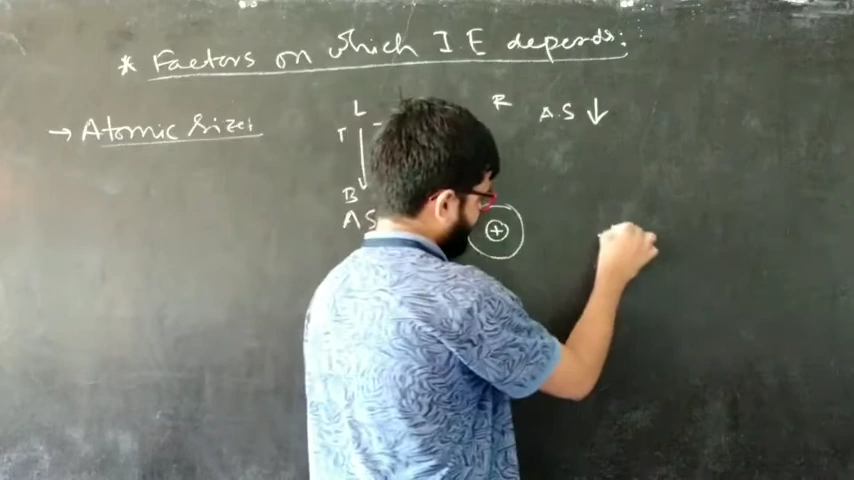 * Factors on which I.E depends:
→ Atomic Size:
L R A.S ↓
T
B
A S
+